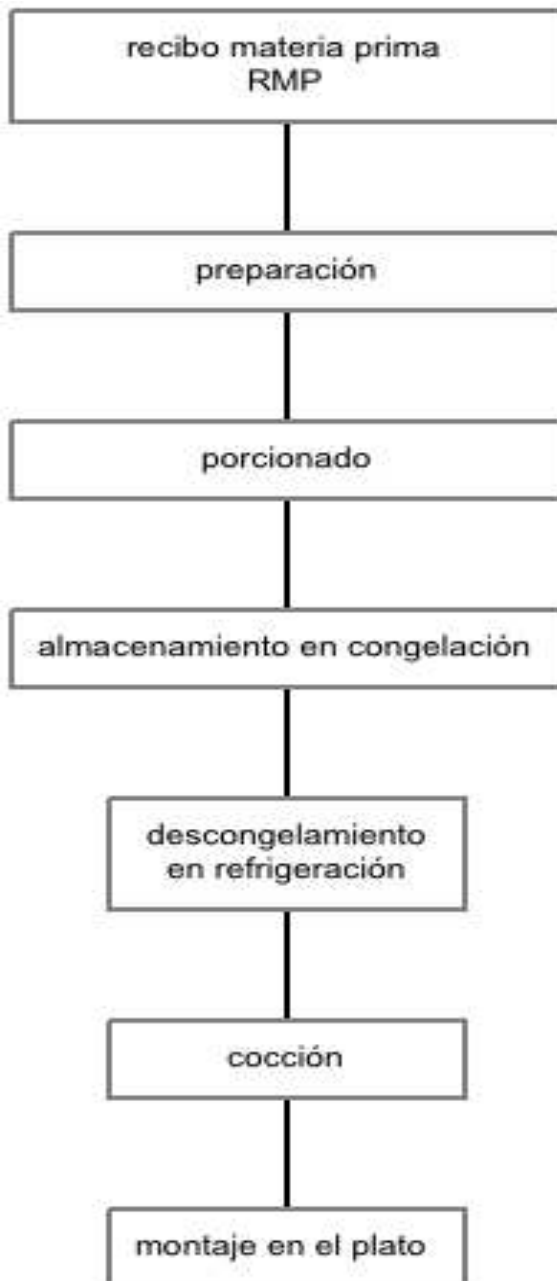 recibo materia prima
RMP
preparación
porcionado
almacenamiento en congelación
descongelamiento
en refrigeración
cocción
montaje en el plato